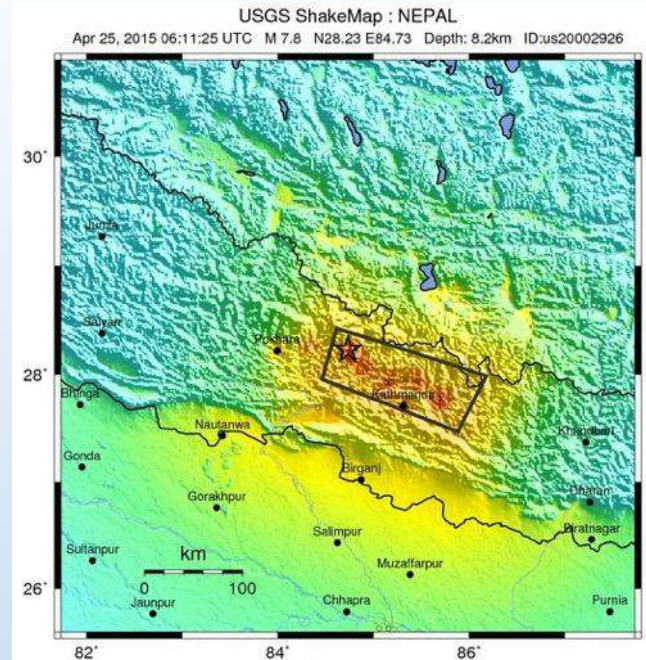 USGS ShakeMap : NEPAL
Apr 25, 2015 06:11:25 UTC M 7.8 N28.23 E84.73 Depth: 8.2km ID:us20002926
30°
Jumla
Salyan
Pokhara
28°
Kathmandu
Bhinga
Nautanwa
Khandbari
Gonda
Birganj
Dharan
Gorakhpur
Biratnagar
Salimpur
Sultanpur
km
Muzaffarpur
0 100
26°
Jaunpur
Chhapra
Purnia
82° 84° 86°